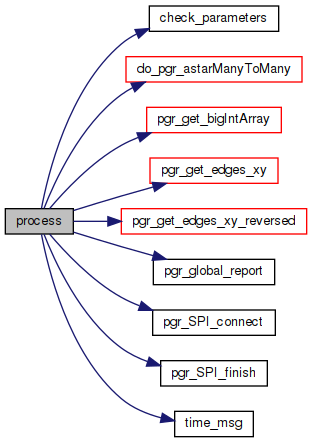 check_parameters
do_pgr_astarManyToMany
pgr_get_bigIntArray
pgr_get_edges_xy
process
pgr_get_edges_xy_reversed
pgr_global_report
pgr_SPI_connect
pgr_SPI_finish
time_msg